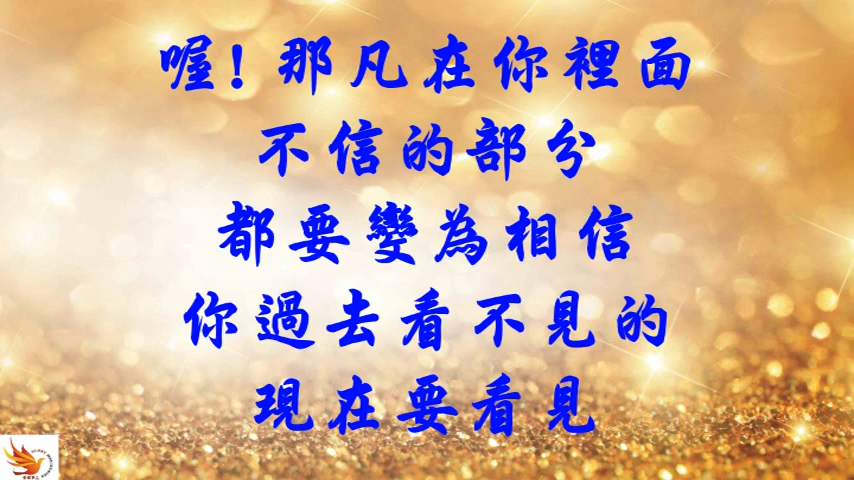 喔!那凡在你裡面
不信的部分
都要變為相信
你過去看不見的
現在要看見